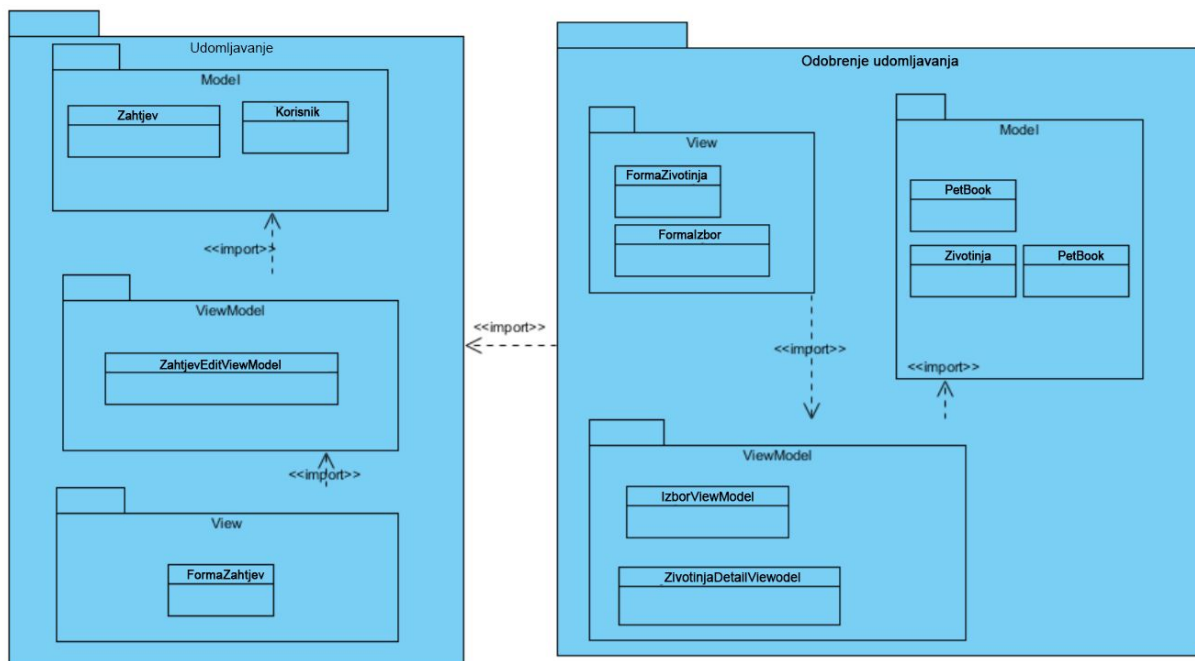 Udomljavanje
Model
Zahtjev
Korisnik
<<import>>
ViewModel
ZahtjevEditViewModel
<<import>>
View
FormaZahtjev
<<import>>
Odobrenje udomljavanja
View
FormaZivotinja
FormaIzbor
<<import>>
Model
PetBook
Zivotinja
PetBook
<<import>>
ViewModel
IzborViewModel
ZivotinjaDetailViewodel